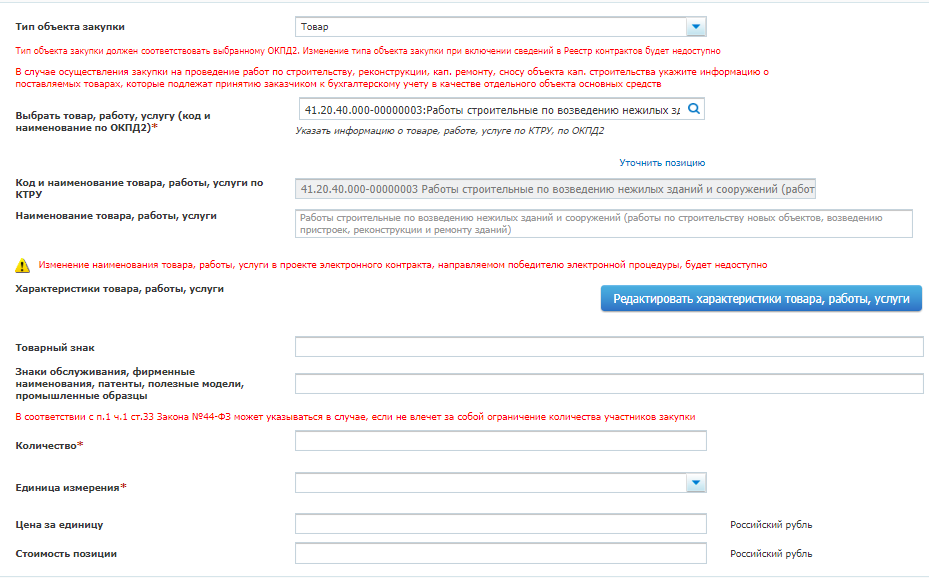 Тип объекта закупки
Товар
Тип объекта закупки должен соответствовать выбранному ОКПД2. Изменение типа объекта закупки при включении сведений в Реестр контрактов будет недоступно
В случае осуществления закупки на проведение работ по строительству, реконструкции, кап. ремонту, сносу объекта кап. строительства укажите информацию о
поставляемых товарах, которые подлежат принятию заказчиком к бухгалтерскому учету в качестве отдельного объекта основных средств
Выбрать товар, работу, услугу (код и
наименование по ОКПД2)*
41.20.40.000-00000003:Работы строительные по возведению нежилых зд
Указать информацию о товаре, работе, услуге по КТРУ, по ОКПД2
Уточнить позицию
Код и наименование товара, работы, услуги по
КТРУ
41.20.40.000-00000003 Работы строительные по возведению нежилых зданий и сооружений (работ
Наименование товара, работы, услуги
Работы строительные по возведению нежилых зданий и сооружений (работы по строительству новых объектов, возведению
пристроек, реконструкции и ремонту зданий)
Изменение наименования товара, работы, услуги в проекте электронного контракта, направляемом победителю электронной процедуры, будет недоступно
Характеристики товара, работы, услуги
Редактировать характеристики товара, работы, услуги
Товарный знак
Знаки обслуживания, фирменные
наименования, патенты, полезные модели,
промышленные образцы
В соответствии с п.1 ч.1 ст.33 Закона №44-ФЗ может указываться в случае, если не влечет за собой ограничение количества участников закупки
Количество*
Единица измерения*
Цена за единицу
Российский рубль
Стоимость позиции
Российский рубль